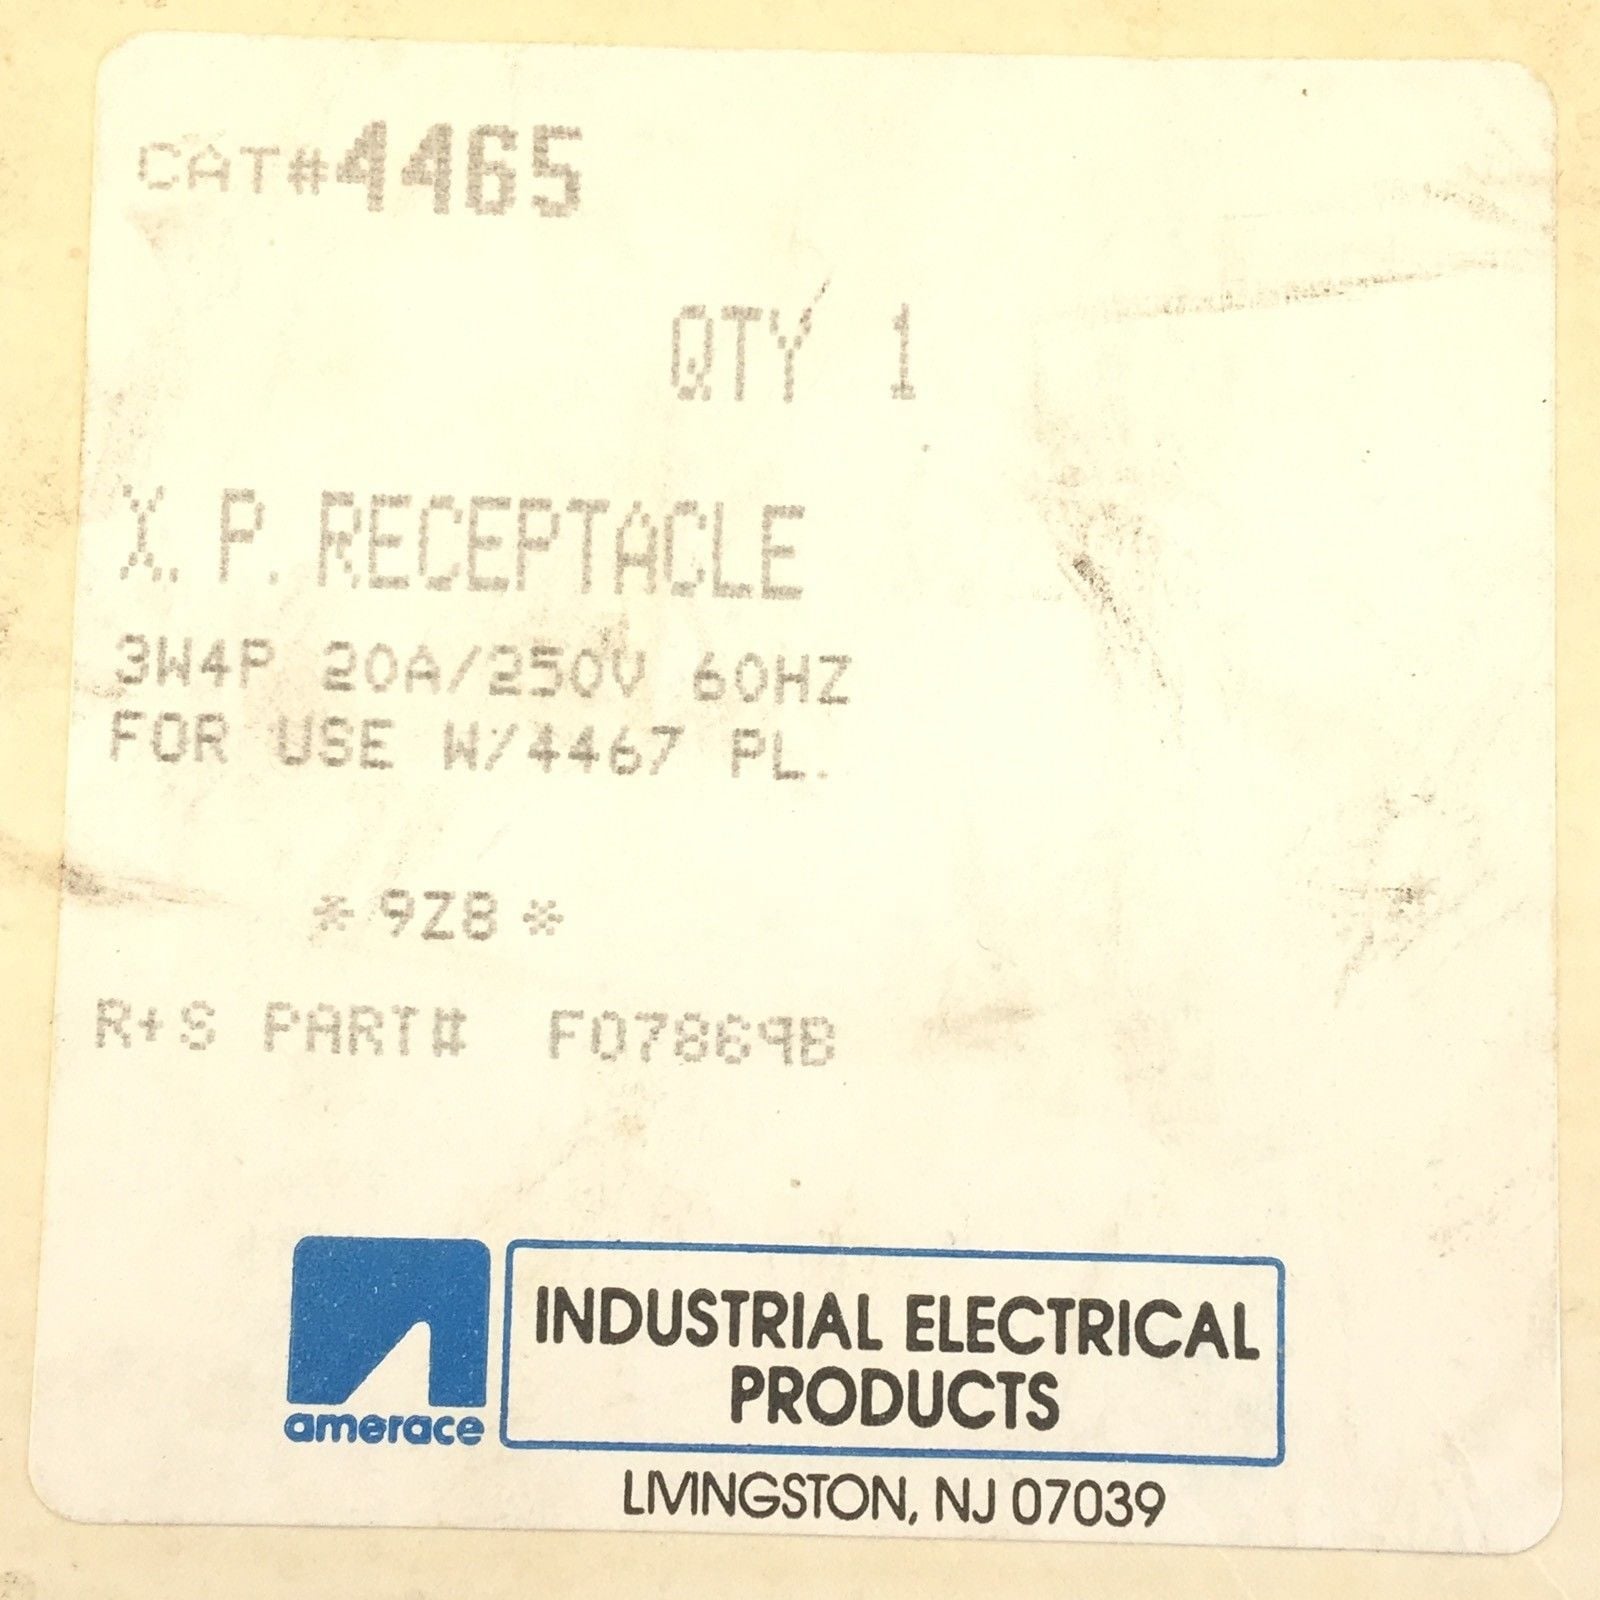 CAT#4465
QTY 1
X.P.RECEPTACLE
3W4P 20A/250V 60HZ
FOR USE W/4467 PL.
*9Z8*
R+S PART# F07869B
amerace
INDUSTRIAL ELECTRICAL
PRODUCTS
LIVINGSTON, NJ 07039